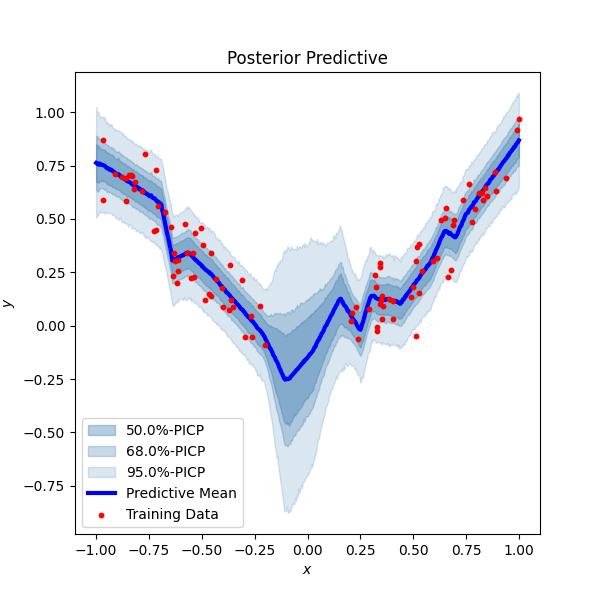 Posterior Predictive
y
1.00
0.75
0.50
0.25
0.00
−0.25
−0.50
−0.75
50.0%-PICP
68.0%-PICP
95.0%-PICP
Predictive Mean
Training Data
−1.00 −0.75 −0.50 −0.25 0.00 0.25 0.50 0.75 1.00
x